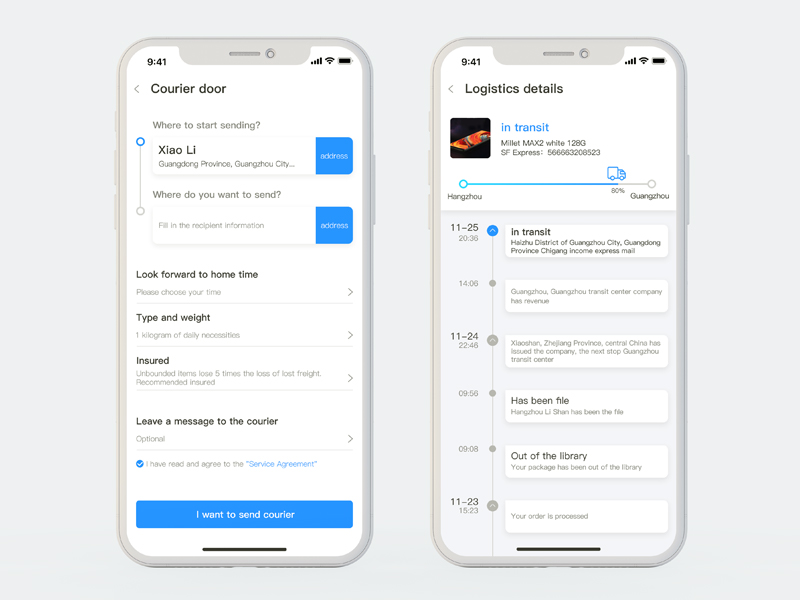 9:41
Courier door
Where to start sending?
Xiao Li
Guangdong Province, Guangzhou City...
address
Where do you want to send?
Fill in the recipient information
address
Look forward to home time
Please choose your time
Type and weight
1 kilogram of daily necessities
Insured
Unbounded items lose 5 times the loss of lost freight.
Recommended insured
Leave a message to the courier
Optional
I have read and agree to the "Service Agreement"
I want to send courier
9:41
Logistics details
in transit
Millet MAX2 white 128G
SF Express: 566663208523
80%
Hangzhou
Guangzhou
11-25
20:36
in transit
Haizhu District of Guangzhou City, Guangdong
Province Chigang income express mail
14:06
Guangzhou, Guangzhou transit center company
has revenue
11-24
22:46
Xiaoshan, Zhejiang Province, central China has
issued the company, the next stop Guangzhou
transit center
09:56
Has been file
Hangzhou Li Shan has been the file
09:08
Out of the library
Your package has been out of the library
11-23
15:23
Your order is processed